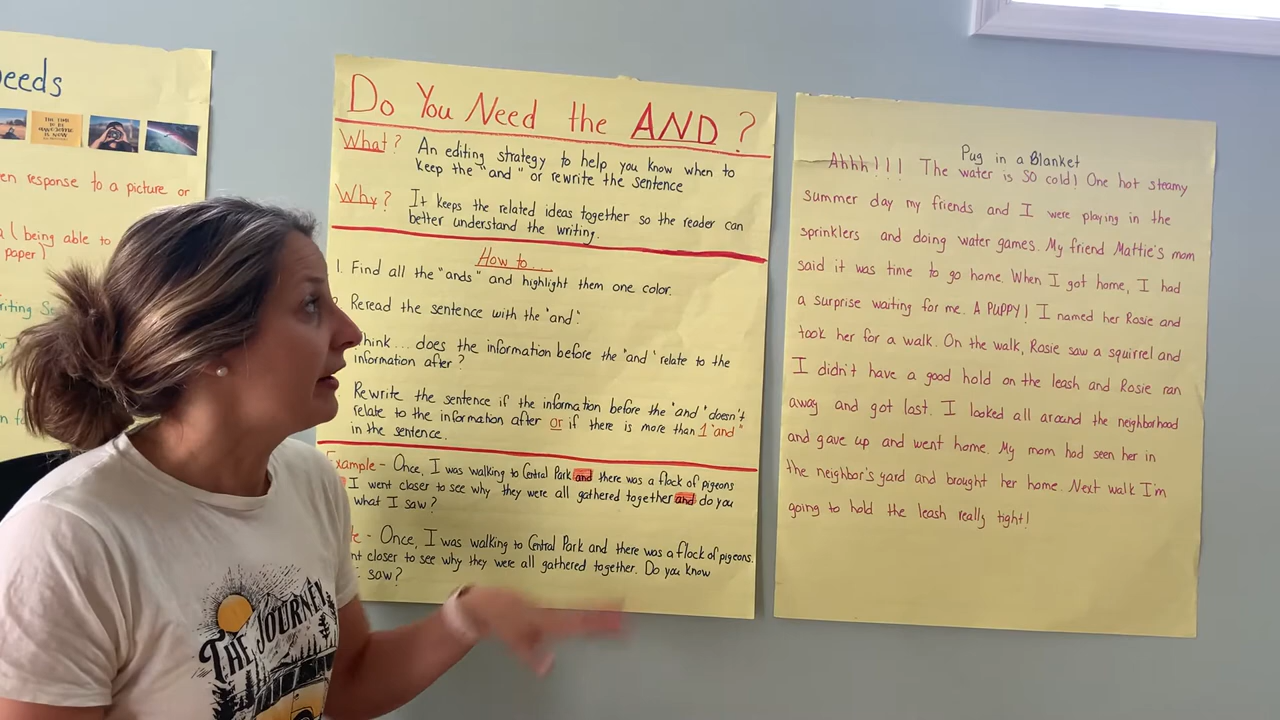 eeds
THE TIME
TO BE
NOW
en response to a picture or
a (being able to
paper)
riting
Do You Need the AND?
What? An editing strategy to help you know when to
keep the "and" or rewrite the sentence
Why? It keeps the related ideas together so the reader can
better understand the writing.
How to...
1. Find all the "ands" and highlight them one color.
Reread the sentence with the "and".
hink... does the information before the "and" relate to the
information after?
Rewrite the sentence if the information before the "and" doesn't
relate to the information after or if there is more than 1 "and"
in the sentence.
Example - Once, I was walking to Central Park and there was a flock of pigeons
I went closer to see why they were all gathered together and do you
what I saw?
te - Once, I was walking to Central Park and there was a flock of pigeons.
nt closer to see why they were all gathered together. Do you know
I saw?
Pug in a Blanket
Ahhh!!! The water is SO cold! One hot steamy
summer day my friends and I were playing in the
sprinklers and doing water games. My friend Mattie's mom
said it was time to go home. When I got home, I had
a surprise waiting for me. A PUPPY! I named her Rosie and
took her for a walk. On the walk, Rosie saw a squirrel and
I didn't have a good hold on the leash and Rosie ran
away and got lost. I looked all around the neighborhood
and gave up and went home. My mom had seen her in
the neighbor's yard and brought her home. Next walk I'm
going to hold the leash really tight!
THE JOURNEY